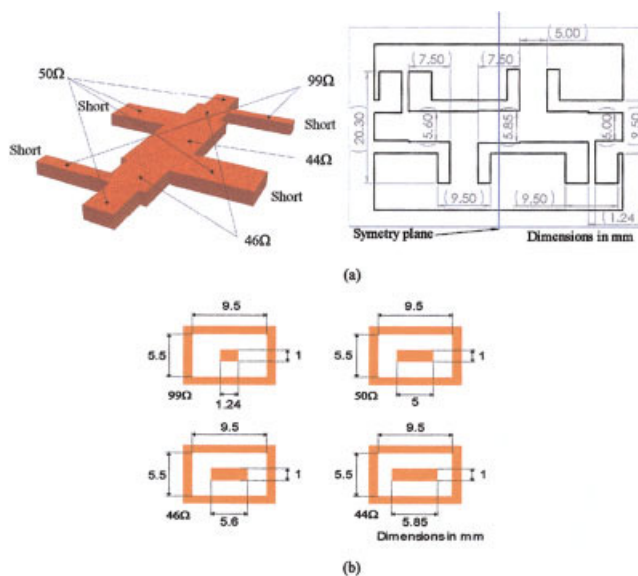 50Ω
99Ω
Short
Short
Short
Short
44Ω
46Ω
(5.00)
(7.50)
(7.50)
(20.30)
(5.60)
(5.85)
(5.00)
9.50
(9.50)
(9.50)
(1.24
Symetry plane
Dimensions in mm
(a)
9.5
5.5
1
99Ω
1.24
9.5
5.5
1
50Ω
5
9.5
5.5
1
46Ω
5.6
9.5
5.5
1
44Ω
5.85
Dimensions in mm
(b)